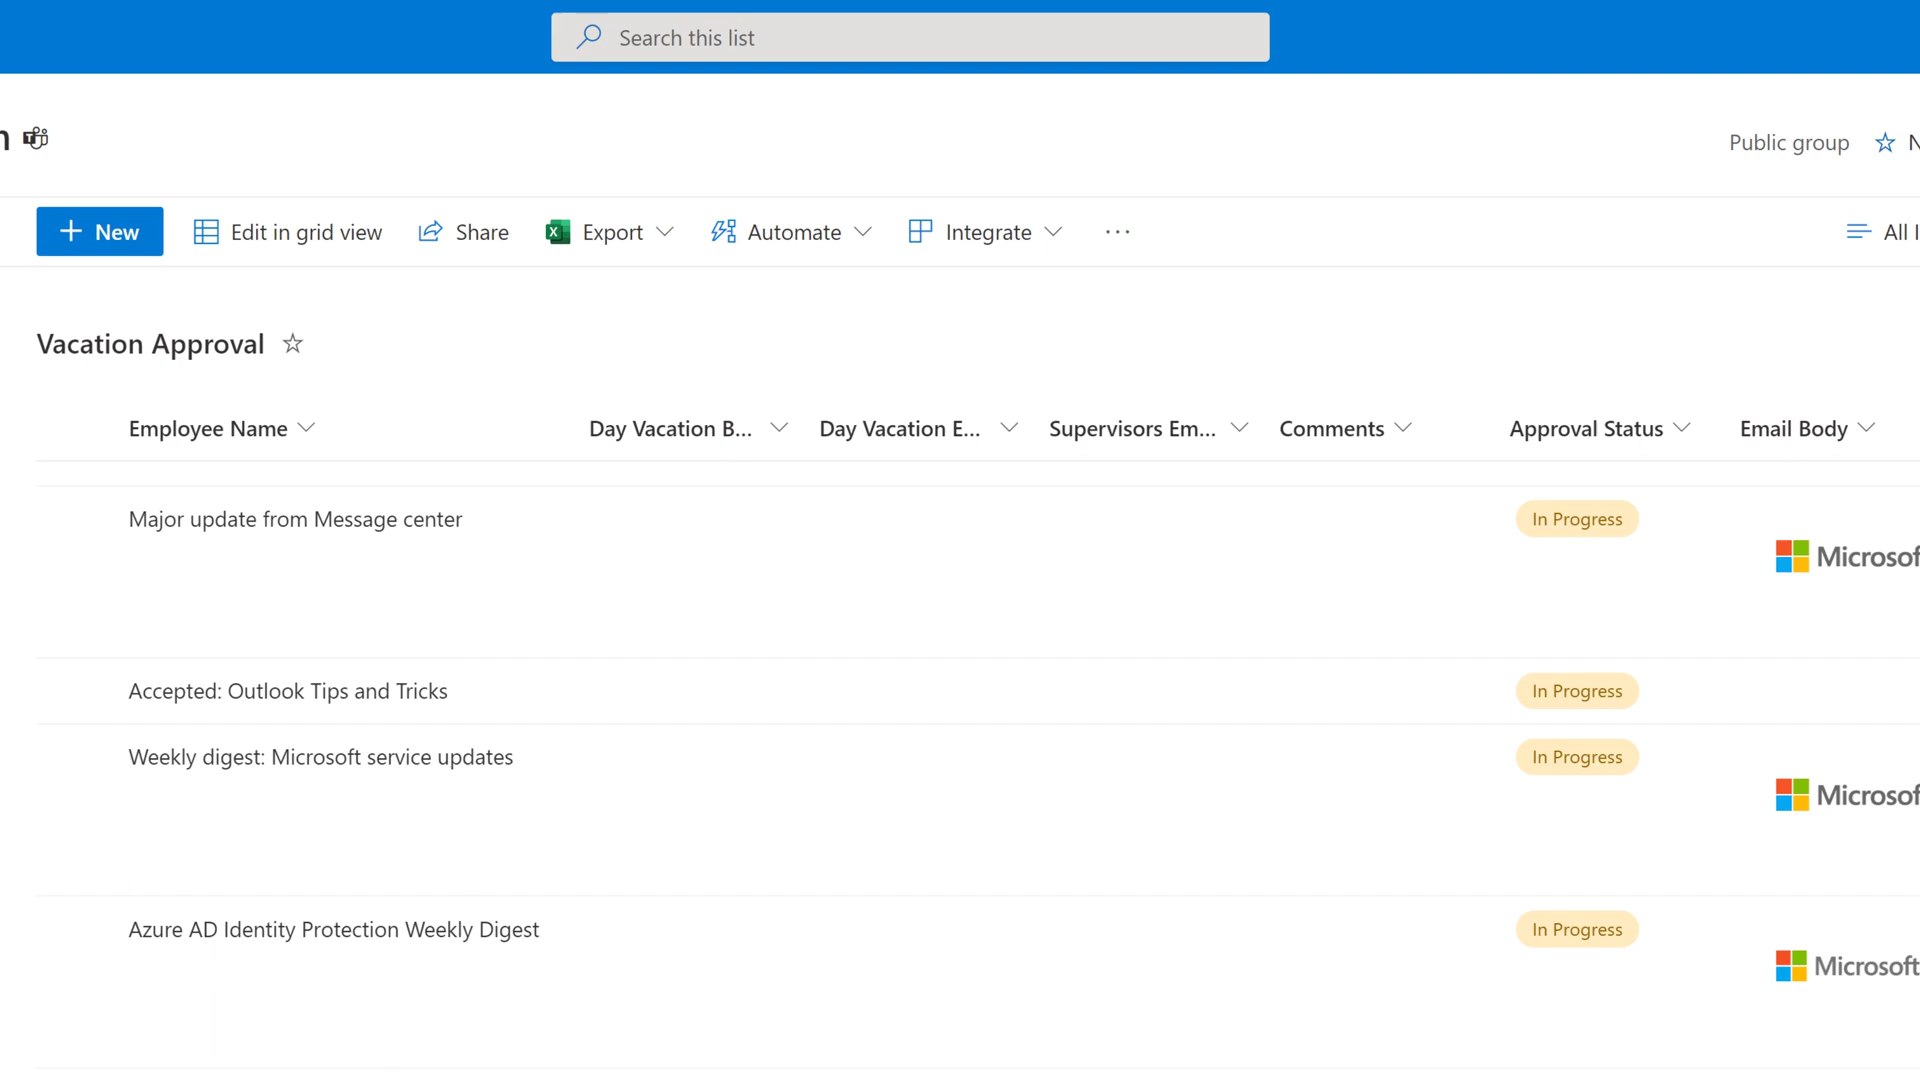 Search this list
Public group
New
Edit in grid view
Share
Export
Automate
Integrate
All
Vacation Approval
Employee Name
Day Vacation B...
Day Vacation E...
Supervisors Em...
Comments
Approval Status
Email Body
Major update from Message center
In Progress
Microsof
Accepted: Outlook Tips and Tricks
In Progress
Weekly digest: Microsoft service updates
In Progress
Microsof
Azure AD Identity Protection Weekly Digest
In Progress
Microsoft